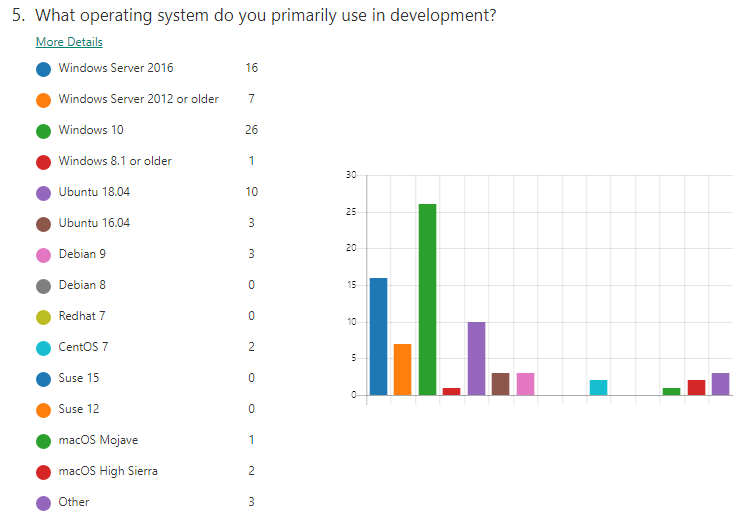 5. What operating system do you primarily use in development?
More Details
Windows Server 2016 16
Windows Server 2012 or older 7
Windows 10 26
Windows 8.1 or older 1
Ubuntu 18.04 10
Ubuntu 16.04 3
Debian 9 3
Debian 8 0
Redhat 7 0
CentOS 7 2
Suse 15 0
Suse 12 0
macOS Mojave 1
macOS High Sierra 2
Other 3
30
25
20
15
10
5
0